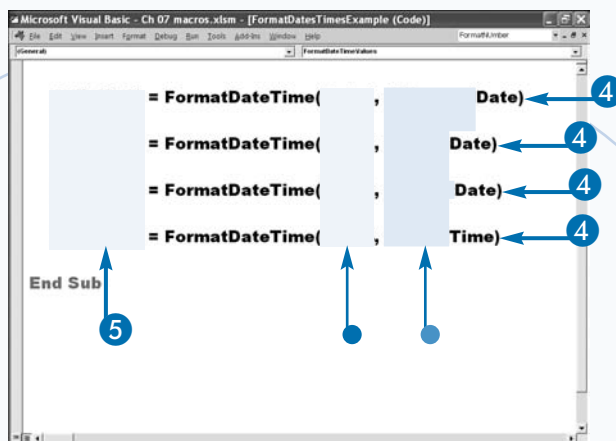 Microsoft Visual Basic - Ch 07 macros.xlsm - [FormatDatesTimesExample (Code)]
File Edit View Insert Format Debug Run Tools Add-Ins Window Help FormatNumber
(General) FormatDateTimeValues
= FormatDateTime( , Date) 4
= FormatDateTime( , Date) 4
= FormatDateTime( , Date) 4
= FormatDateTime( , Time) 4
End Sub
5